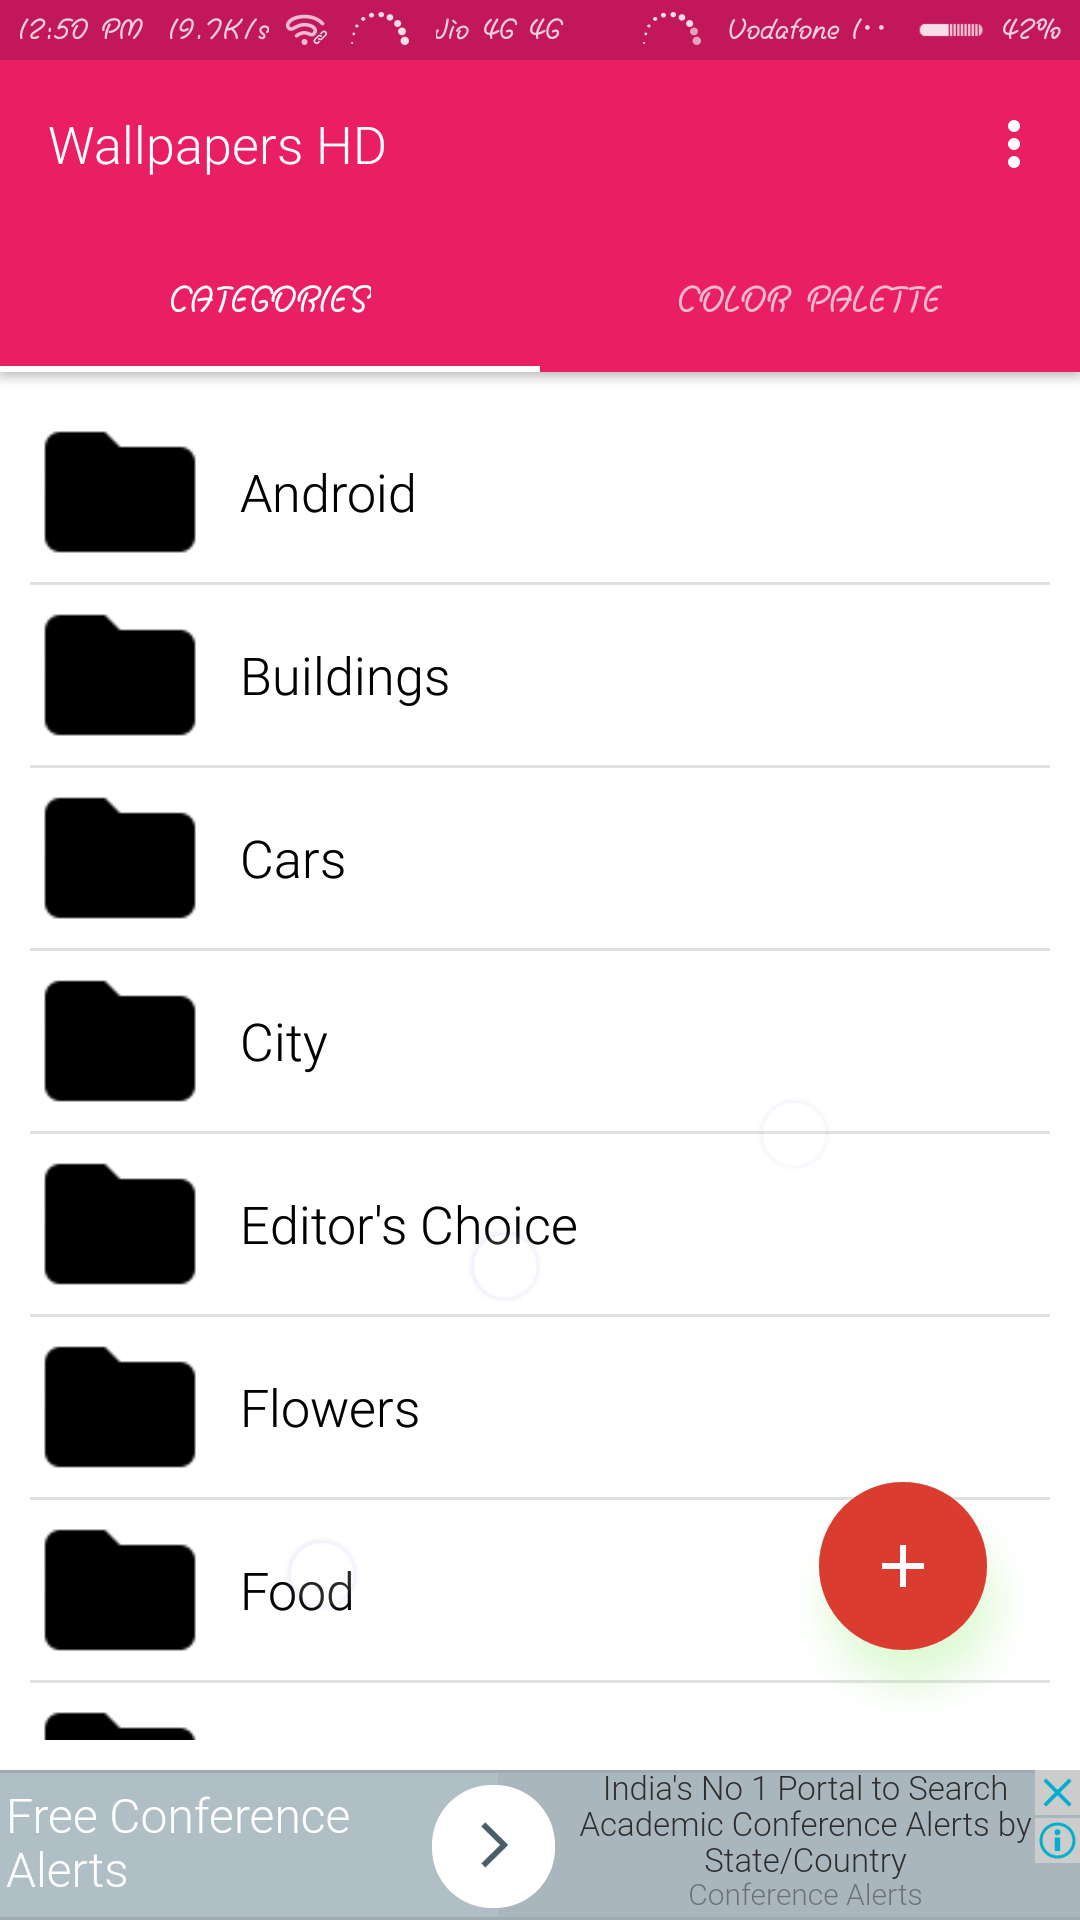 12:50 PM 19.7K/s Jio 4G 4G Vodafone 1·· 42%
Wallpapers HD
CATEGORIES COLOR PALETTE
Android
Buildings
Cars
City
Editor's Choice
Flowers
Food
Free Conference
Alerts
India's No 1 Portal to Search
Academic Conference Alerts by
State/Country
Conference Alerts